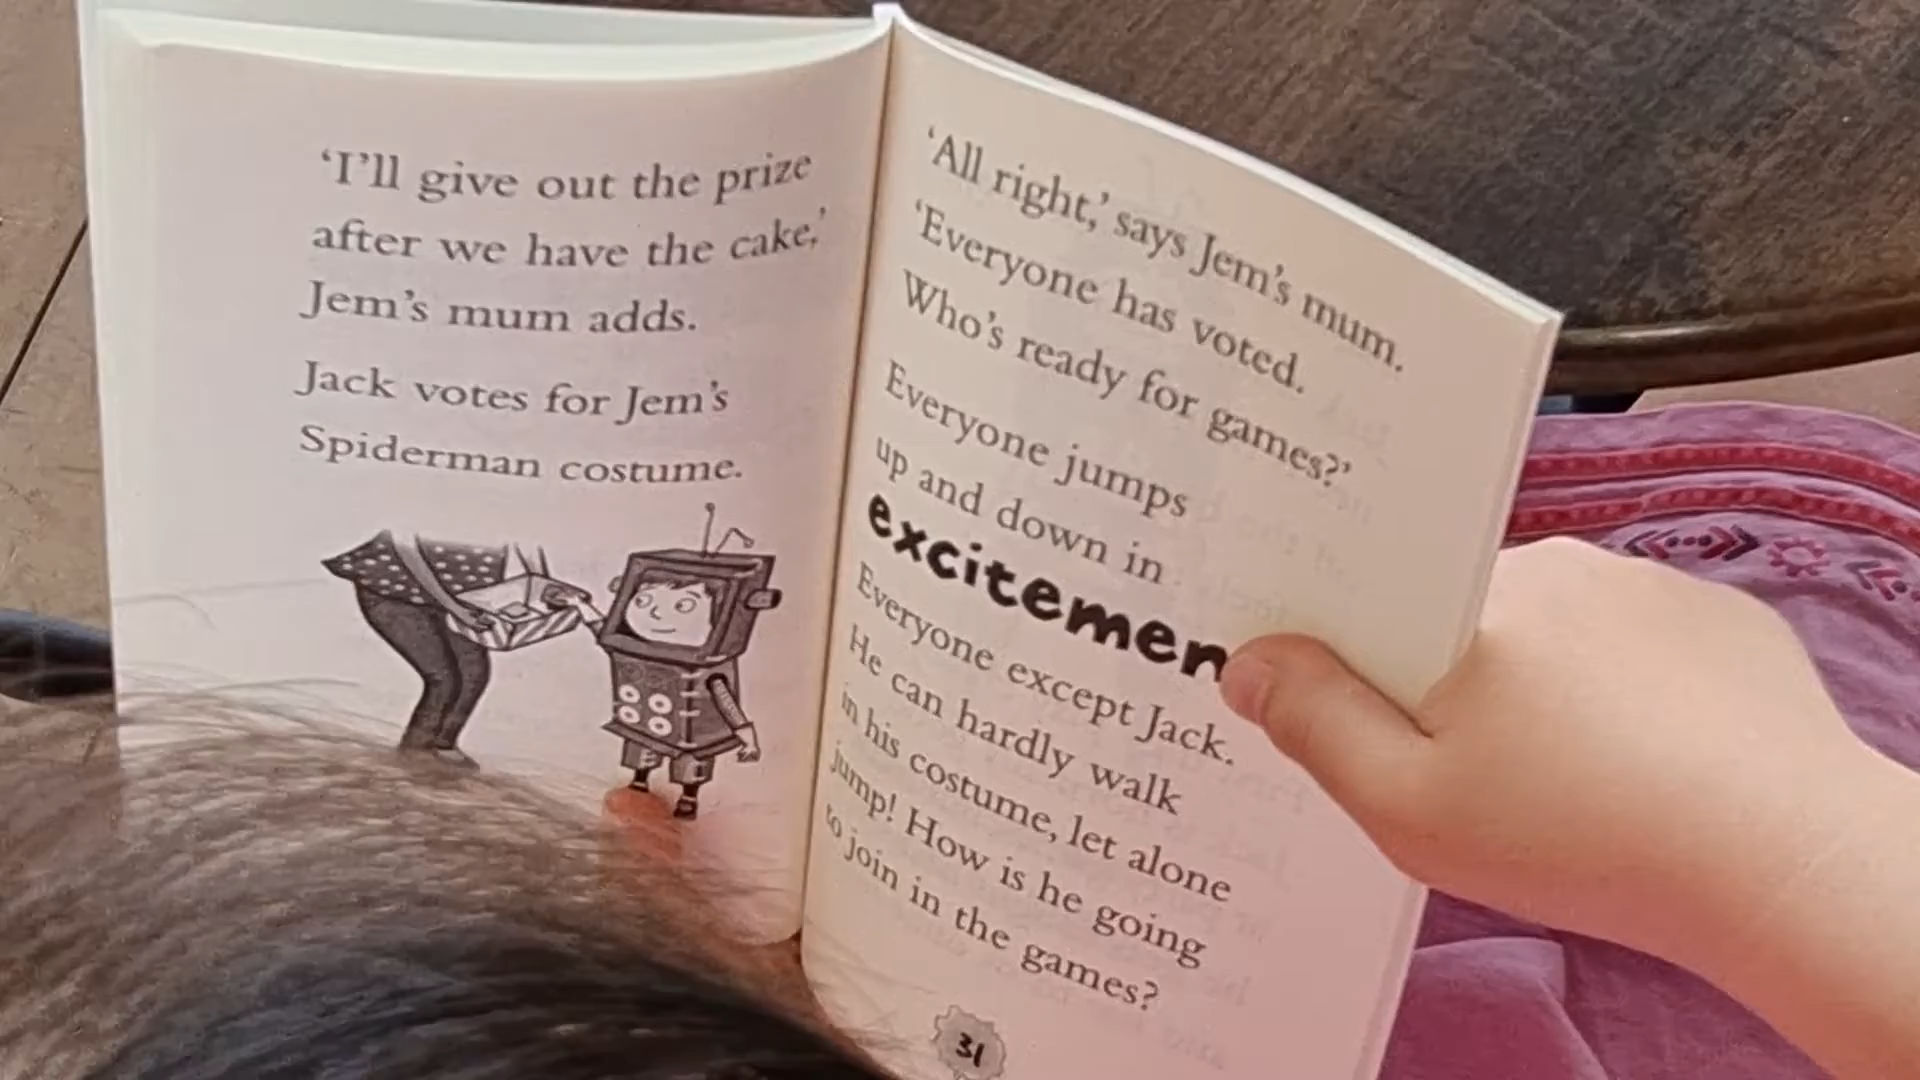 ‘I’ll give out the prize
after we have the cake,’
Jem’s mum adds.
Jack votes for Jem’s
Spiderman costume.
‘All right,’ says Jem’s mum.
‘Everyone has voted.
Who’s ready for games?’
Everyone jumps
up and down in
excitemen
Everyone except Jack.
He can hardly walk
in his costume, let alone
jump! How is he going
to join in the games?
31